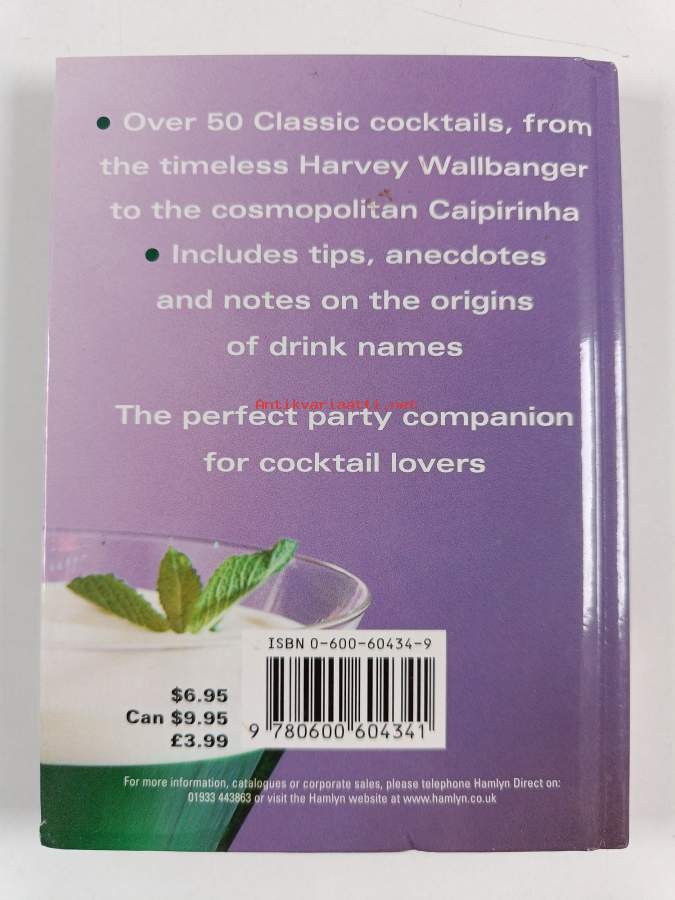 • Over 50 Classic cocktails, from
the timeless Harvey Wallbanger
to the cosmopolitan Caipirinha
• Includes tips, anecdotes
and notes on the origins
of drink names
Antikvariaatti.net
The perfect party companion
for cocktail lovers
ISBN 0-600-60434-9
$6.95
Can $9.95
£3.99
9 780600 604341
For more information, catalogues or corporate sales, please telephone Hamlyn Direct on:
01933 443863 or visit the Hamlyn website at www.hamlyn.co.uk